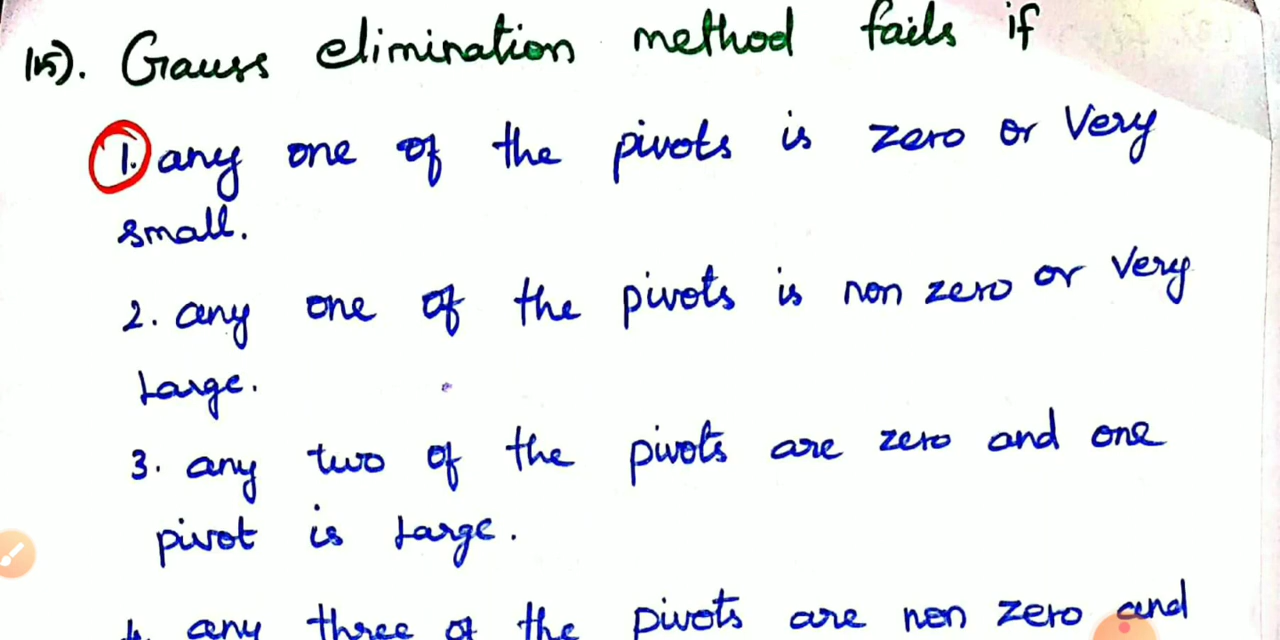 115). Gauss elimination method fails if
1. any one of the pivots is zero or Very
small.
2. any one of the pivots is non zero or Very
Large.
3. any two of the pivots are zero and one
pivot is Large.
4. any three of the pivots are non zero and